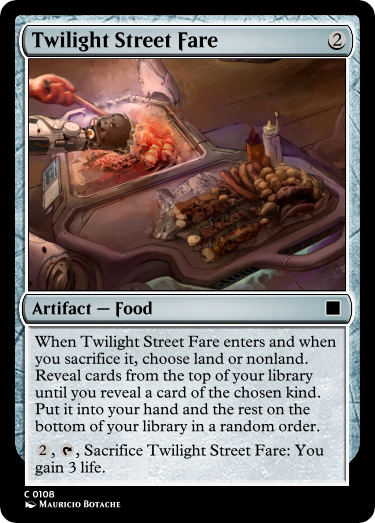 Twilight Street Fare 2
Artifact — Food
When Twilight Street Fare enters and when
you sacrifice it, choose land or nonland.
Reveal cards from the top of your library
until you reveal a card of the chosen kind.
Put it into your hand and the rest on the
bottom of your library in a random order.
2, , Sacrifice Twilight Street Fare: You
gain 3 life.
C 0108
Mauricio Botache